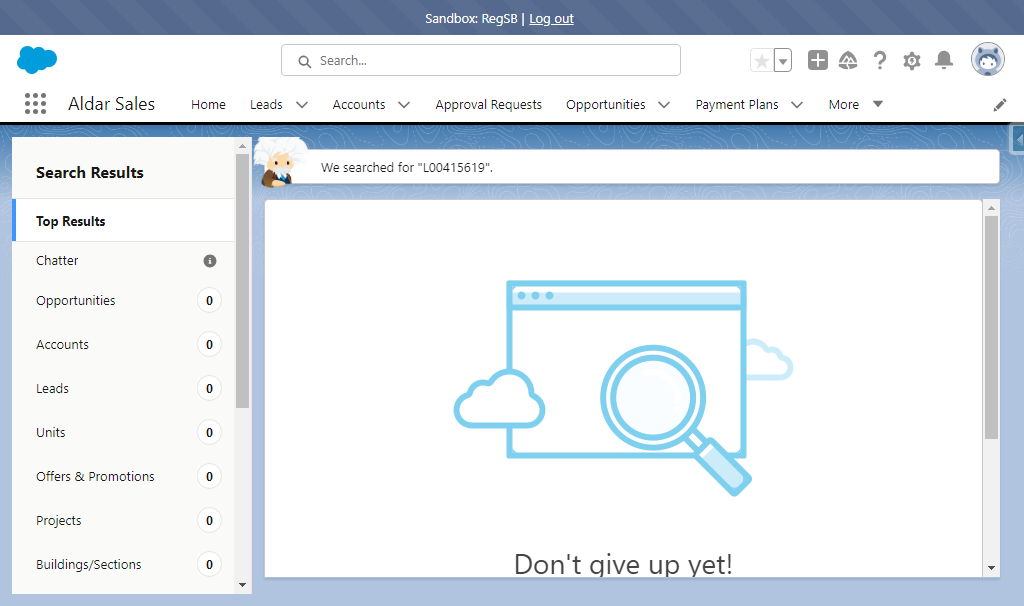 Sandbox: RegSB | Log out
Search...
Aldar Sales
Home
Leads
Accounts
Approval Requests
Opportunities
Payment Plans
More
Search Results
We searched for "L00415619".
Top Results
Chatter
Opportunities 0
Accounts 0
Leads 0
Units 0
Offers & Promotions 0
Projects 0
Buildings/Sections 0
Don't give up yet!